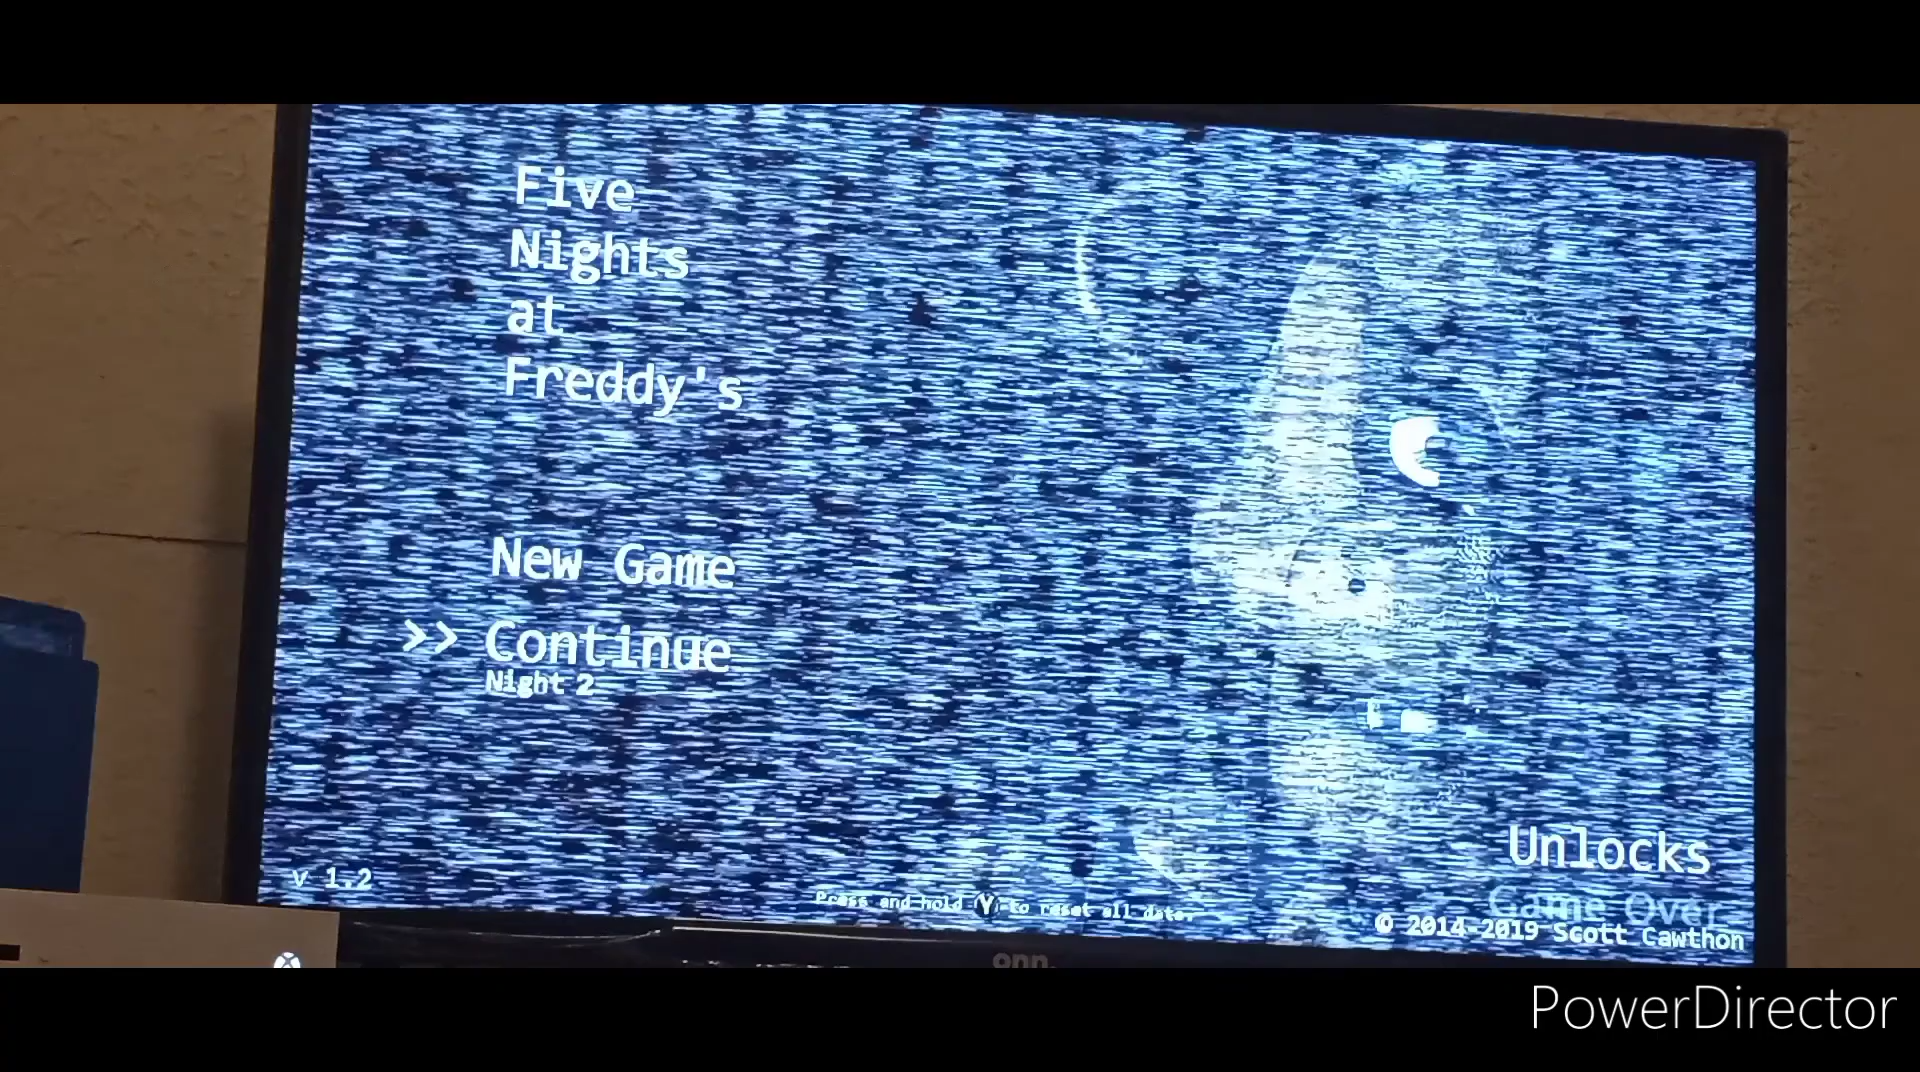 Five
Nights
at
Freddy's
New Game
>> Continue
Night 2
Unlocks
Game Over
v 1.2
Press and hold Y to reset all data.
© 2014-2019 Scott Cawthon
onn.
PowerDirector